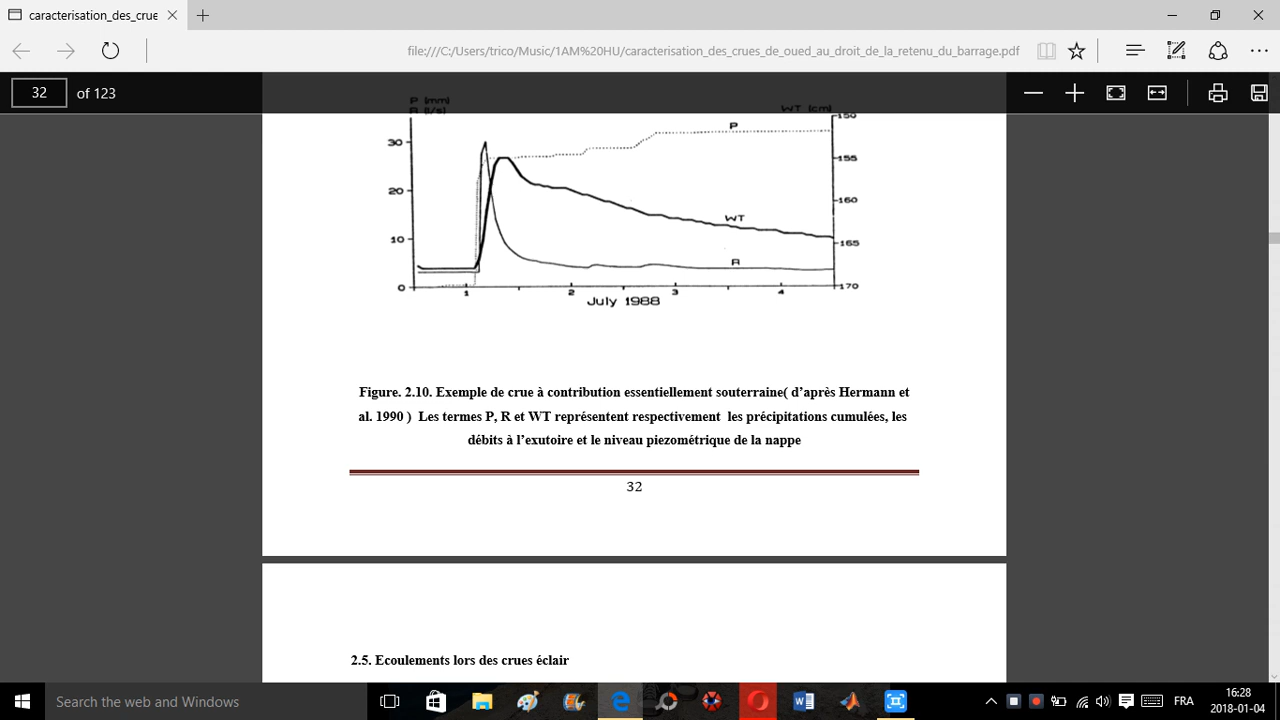 caracterisation_des_crue
file:///C:/Users/trico/Music/1AM%20HU/caracterisation_des_crues_de_oued_au_droit_de_la_retenu_du_barrage.pdf
32 of 123
P (mm)
R (l/s)
WT (cm)
150
P
30
155
20
160
WT
10
165
R
0
170
1 2 3 4
July 1988
Figure. 2.10. Exemple de crue à contribution essentiellement souterraine( d’après Hermann et
al. 1990 ) Les termes P, R et WT représentent respectivement les précipitations cumulées, les
débits à l’exutoire et le niveau piezométrique de la nappe
32
2.5. Ecoulements lors des crues éclair
Search the web and Windows
FRA
16:28
2018-01-04